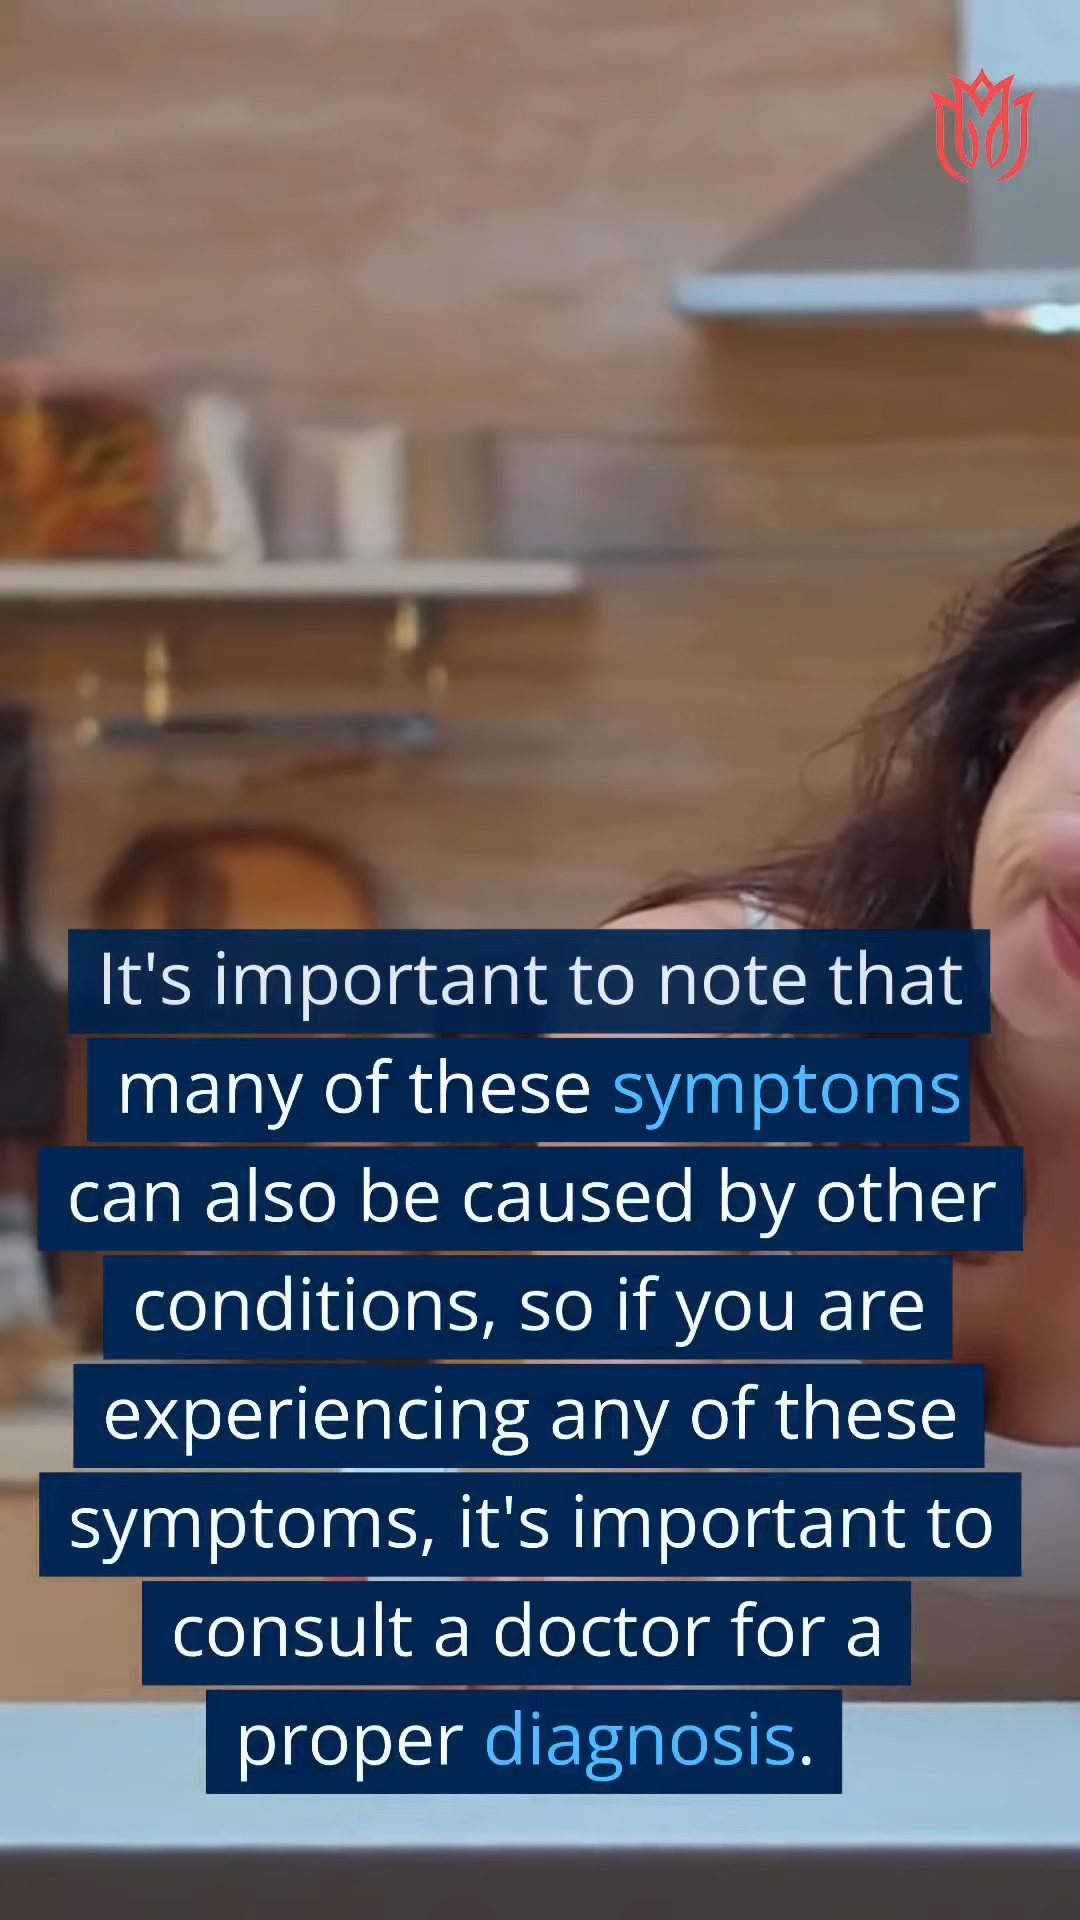 It's important to note that
many of these symptoms
can also be caused by other
conditions, so if you are
experiencing any of these
symptoms, it's important to
consult a doctor for a
proper diagnosis.